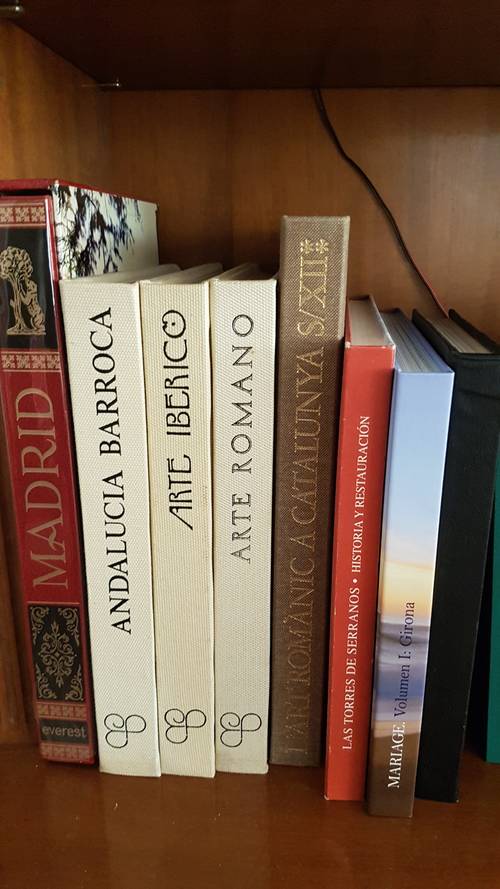 MADRID
everest
ANDALUCIA BARROCA
ARTE IBERICO
ARTE ROMANO
L'ART ROMÀNIC A CATALUNYA S/XII
LAS TORRES DE SERRANOS • HISTORIA Y RESTAURACIÓN
MARIAGE. Volumen I: Girona